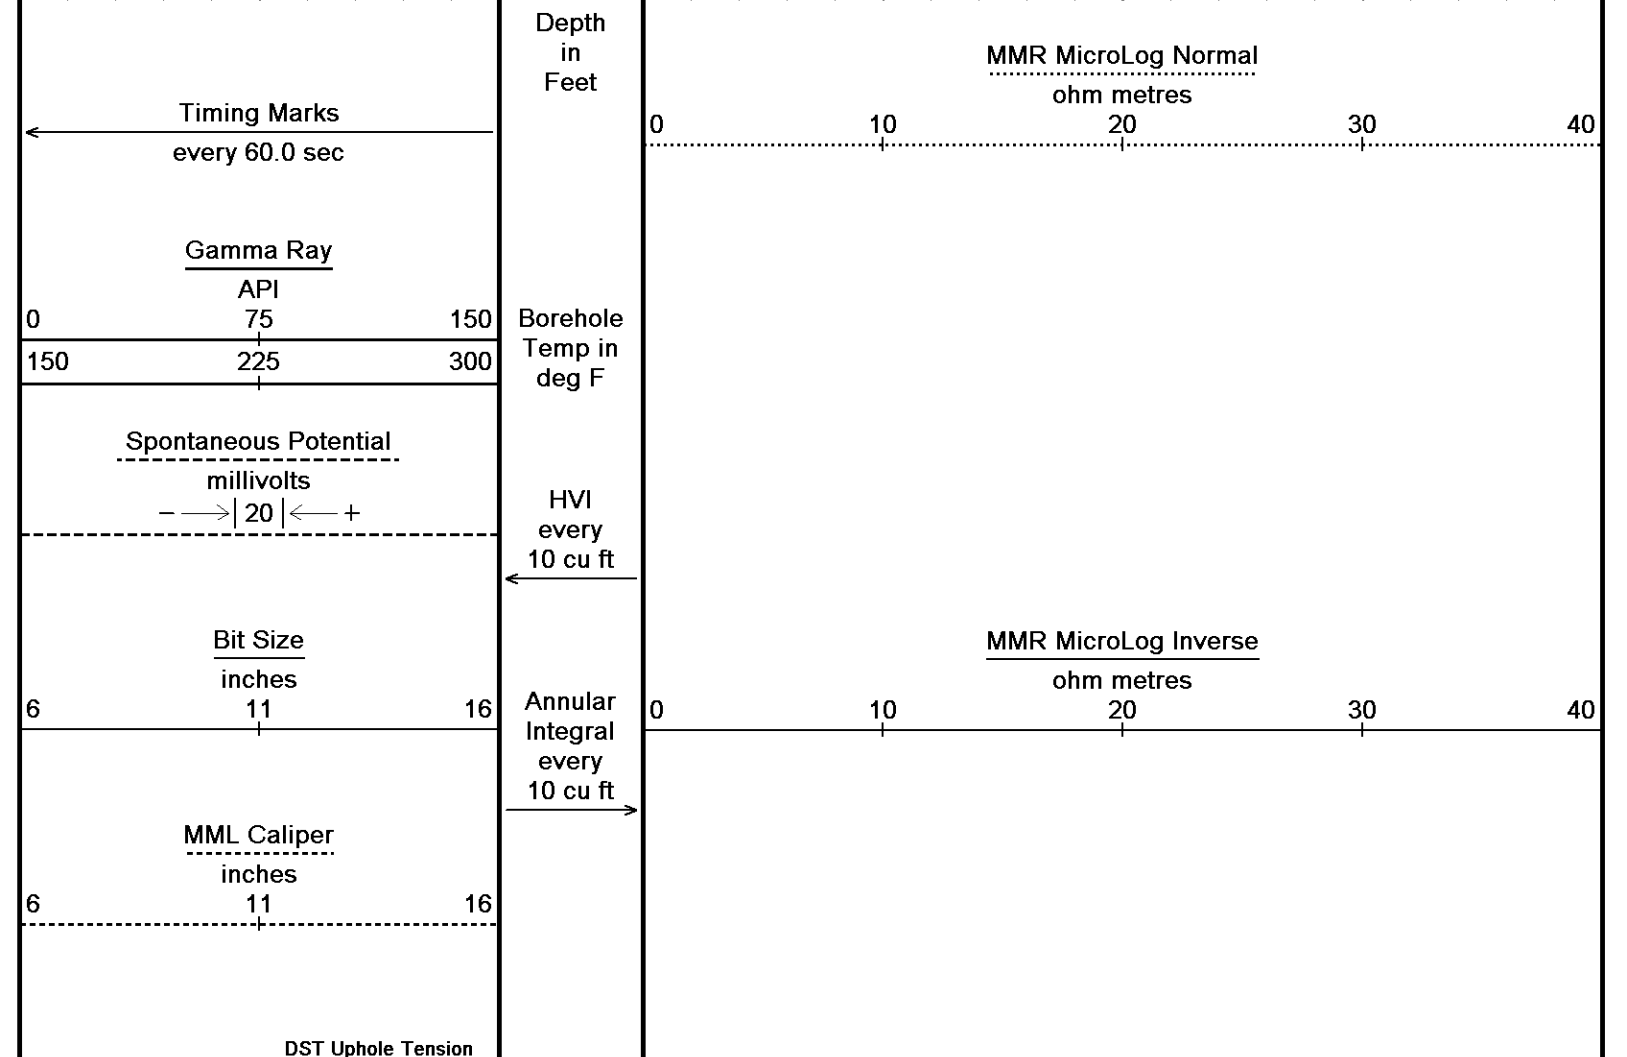 Timing Marks
every 60.0 sec
Gamma Ray
API
0 75 150
150 225 300
Spontaneous Potential
millivolts
− 20 +
Bit Size
inches
6 11 16
MML Caliper
inches
6 11 16
DST Uphole Tension
Depth
in
Feet
Borehole
Temp in
deg F
HVI
every
10 cu ft
Annular
Integral
every
10 cu ft
MMR MicroLog Normal
ohm metres
0 10 20 30 40
MMR MicroLog Inverse
ohm metres
0 10 20 30 40